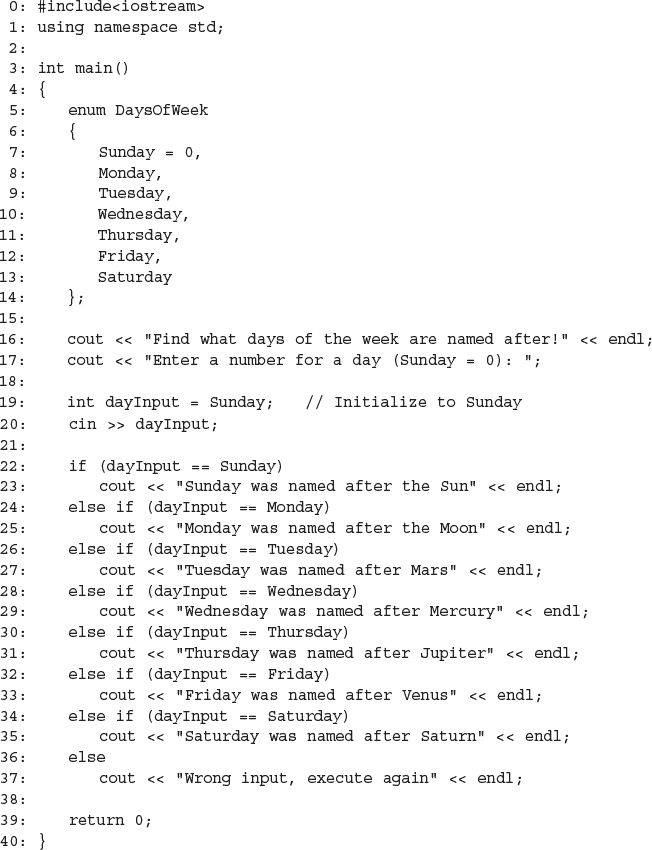 0: #include<iostream>
1: using namespace std;
2:
3: int main()
4: {
5:    enum DaysOfWeek
6:    {
7:       Sunday = 0,
8:       Monday,
9:       Tuesday,
10:       Wednesday,
11:       Thursday,
12:       Friday,
13:       Saturday
14:    };
15:
16:    cout << "Find what days of the week are named after!" << endl;
17:    cout << "Enter a number for a day (Sunday = 0): ";
18:
19:    int dayInput = Sunday;   // Initialize to Sunday
20:    cin >> dayInput;
21:
22:    if (dayInput == Sunday)
23:       cout << "Sunday was named after the Sun" << endl;
24:    else if (dayInput == Monday)
25:       cout << "Monday was named after the Moon" << endl;
26:    else if (dayInput == Tuesday)
27:       cout << "Tuesday was named after Mars" << endl;
28:    else if (dayInput == Wednesday)
29:       cout << "Wednesday was named after Mercury" << endl;
30:    else if (dayInput == Thursday)
31:       cout << "Thursday was named after Jupiter" << endl;
32:    else if (dayInput == Friday)
33:       cout << "Friday was named after Venus" << endl;
34:    else if (dayInput == Saturday)
35:       cout << "Saturday was named after Saturn" << endl;
36:    else
37:       cout << "Wrong input, execute again" << endl;
38:
39:    return 0;
40: }